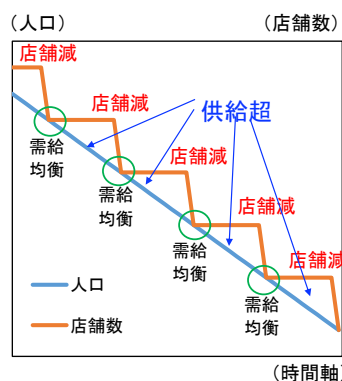 （人口）
（店舗数）
店舗減
店舗減
供給超
需給
均衡
店舗減
需給
均衡
店舗減
需給
均衡
店舗減
人口
店舗数
需給
均衡
（時間軸）